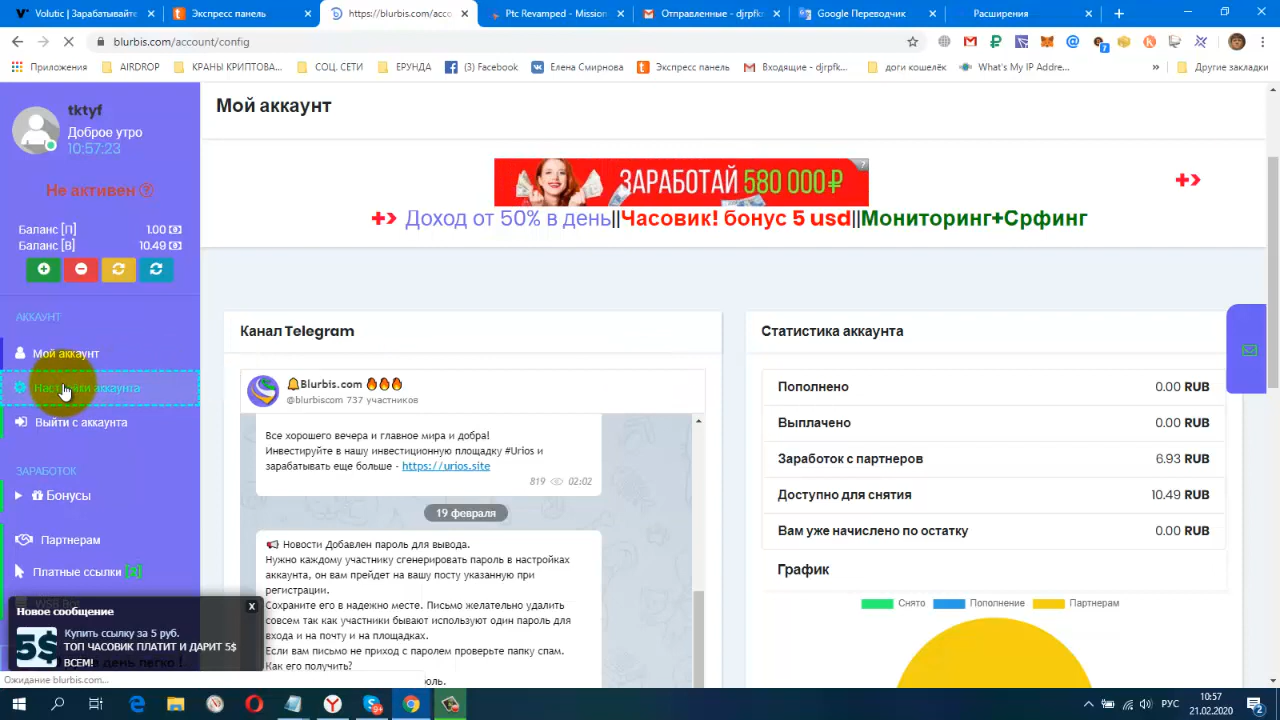 Volutic | Зарабатывайте
Экспресс панель
https://blurbis.com/acco
Ptc Revamped - Mission
Отправленные - djrpfk
Google Переводчик
Расширения
blurbis.com/account/config
Приложения
AIRDROP
КРАНЫ КРИПТОВА...
СОЦ. СЕТИ
ЕРУНДА
(3) Facebook
Елена Смирнова
Экспресс панель
Входящие - djrpfk...
доги кошелёк
What's My IP Addre...
»
Другие закладки
tktyf
Доброе утро
10:57:23
Не активен
Баланс [П] 1.00
Баланс [В] 10.49
АККАУНТ
Мой аккаунт
Настройки аккаунта
Выйти с аккаунта
ЗАРАБОТОК
Бонусы
Партнерам
Платные ссылки
Новое сообщение
X
5$
Купить ссылку за 5 руб.
ТОП ЧАСОВИК ПЛАТИТ И ДАРИТ 5$
ВСЕМ!
Ожидание blurbis.com...
Мой аккаунт
ЗАРАБОТАЙ 580 000₽
Доход от 50% в день||Часовик! бонус 5 usd||Мониторинг+Срфинг
Канал Telegram
Blurbis.com
@blurbiscom 737 участников
Все хорошего вечера и главное мира и добра!
Инвестируйте в нашу инвестиционную площадку #Urios и
зарабатывать еще больше - https://urios.site
819 02:02
19 февраля
Новости Добавлен пароль для вывода.
Нужно каждому участнику сгенерировать пароль в настройках
аккаунта, он вам прейдет на вашу посту указанную при
регистрации.
Сохраните его в надежно месте. Письмо желательно удалить
совсем так как участники бывают используют один пароль для
входа и на почту и на площадках.
Если вам письмо не приход с паролем проверьте папку спам.
Как его получить?
Статистика аккаунта
Пополнено 0.00 RUB
Выплачено 0.00 RUB
Заработок с партнеров 6.93 RUB
Доступно для снятия 10.49 RUB
Вам уже начислено по остатку 0.00 RUB
График
Снято
Пополнение
Партнерам
РУС
10:57
21.02.2020
2